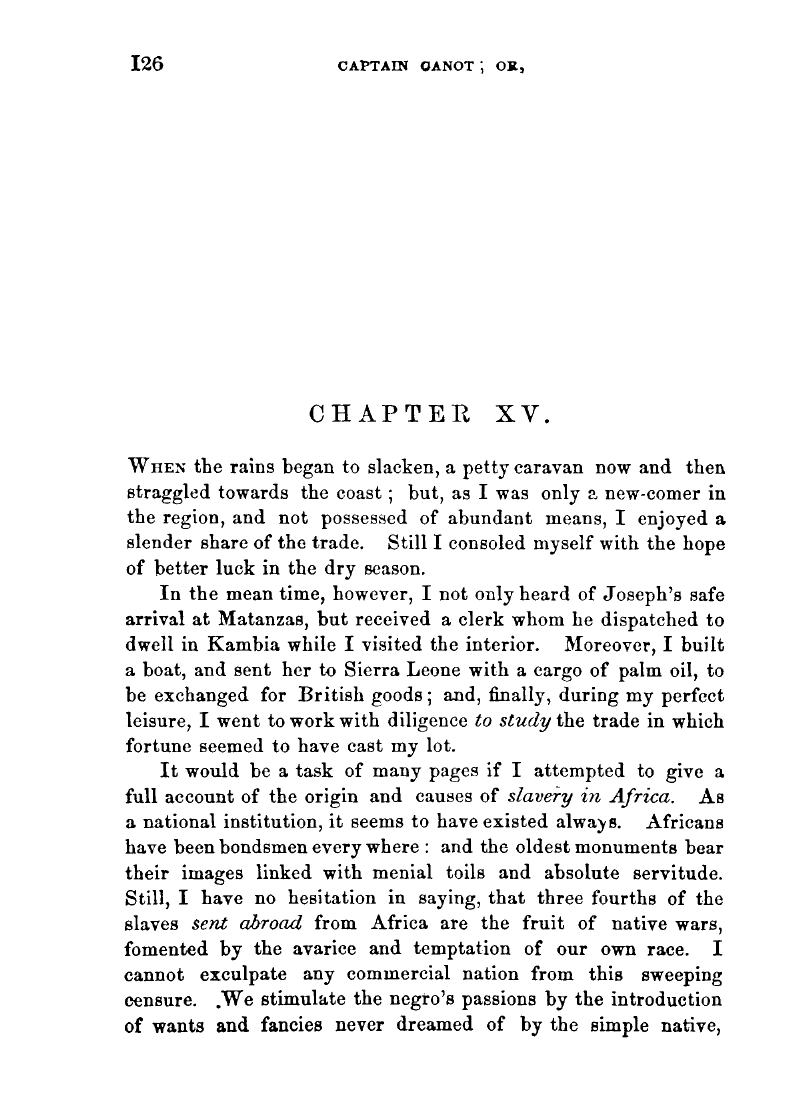 126 CAPTAIN CANOT; OR,
CHAPTER XV.
WHEN the rains began to slacken, a petty caravan now and then
straggled towards the coast; but, as I was only a new-comer in
the region, and not possessed of abundant means, I enjoyed a
slender share of the trade. Still I consoled myself with the hope
of better luck in the dry season.
In the mean time, however, I not only heard of Joseph's safe
arrival at Matanzas, but received a clerk whom he dispatched to
dwell in Kambia while I visited the interior. Moreover, I built
a boat, and sent her to Sierra Leone with a cargo of palm oil, to
be exchanged for British goods; and, finally, during my perfect
leisure, I went to work with diligence to study the trade in which
fortune seemed to have cast my lot.
It would be a task of many pages if I attempted to give a
full account of the origin and causes of slavery in Africa. As
a national institution, it seems to have existed always. Africans
have been bondsmen every where: and the oldest monuments bear
their images linked with menial toils and absolute servitude.
Still, I have no hesitation in saying, that three fourths of the
slaves sent abroad from Africa are the fruit of native wars,
fomented by the avarice and temptation of our own race. I
cannot exculpate any commercial nation from this sweeping
censure. We stimulate the negro's passions by the introduction
of wants and fancies never dreamed of by the simple native,